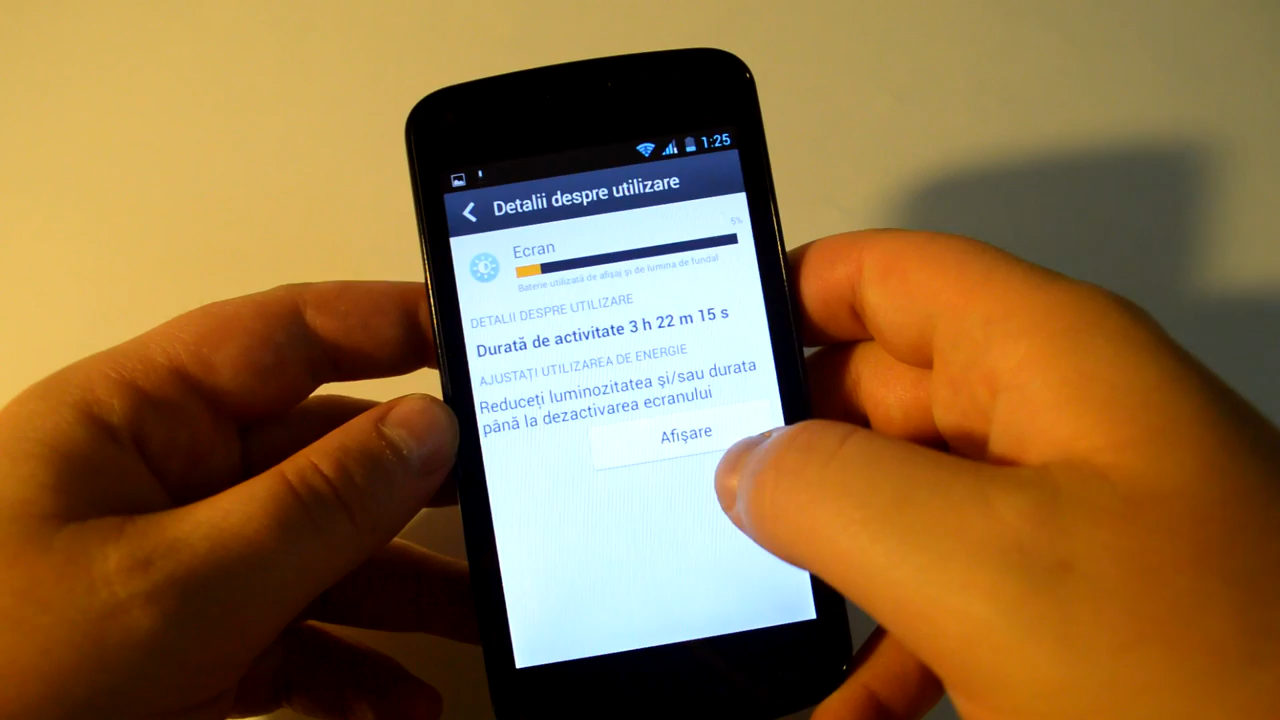 1:25
Detalii despre utilizare
Ecran
5%
Baterie utilizată de afişaj şi de lumina de fundal
DETALII DESPRE UTILIZARE
Durată de activitate 3 h 22 m 15 s
AJUSTAŢI UTILIZAREA DE ENERGIE
Reduceţi luminozitatea şi/sau durata
până la dezactivarea ecranului
Afişare